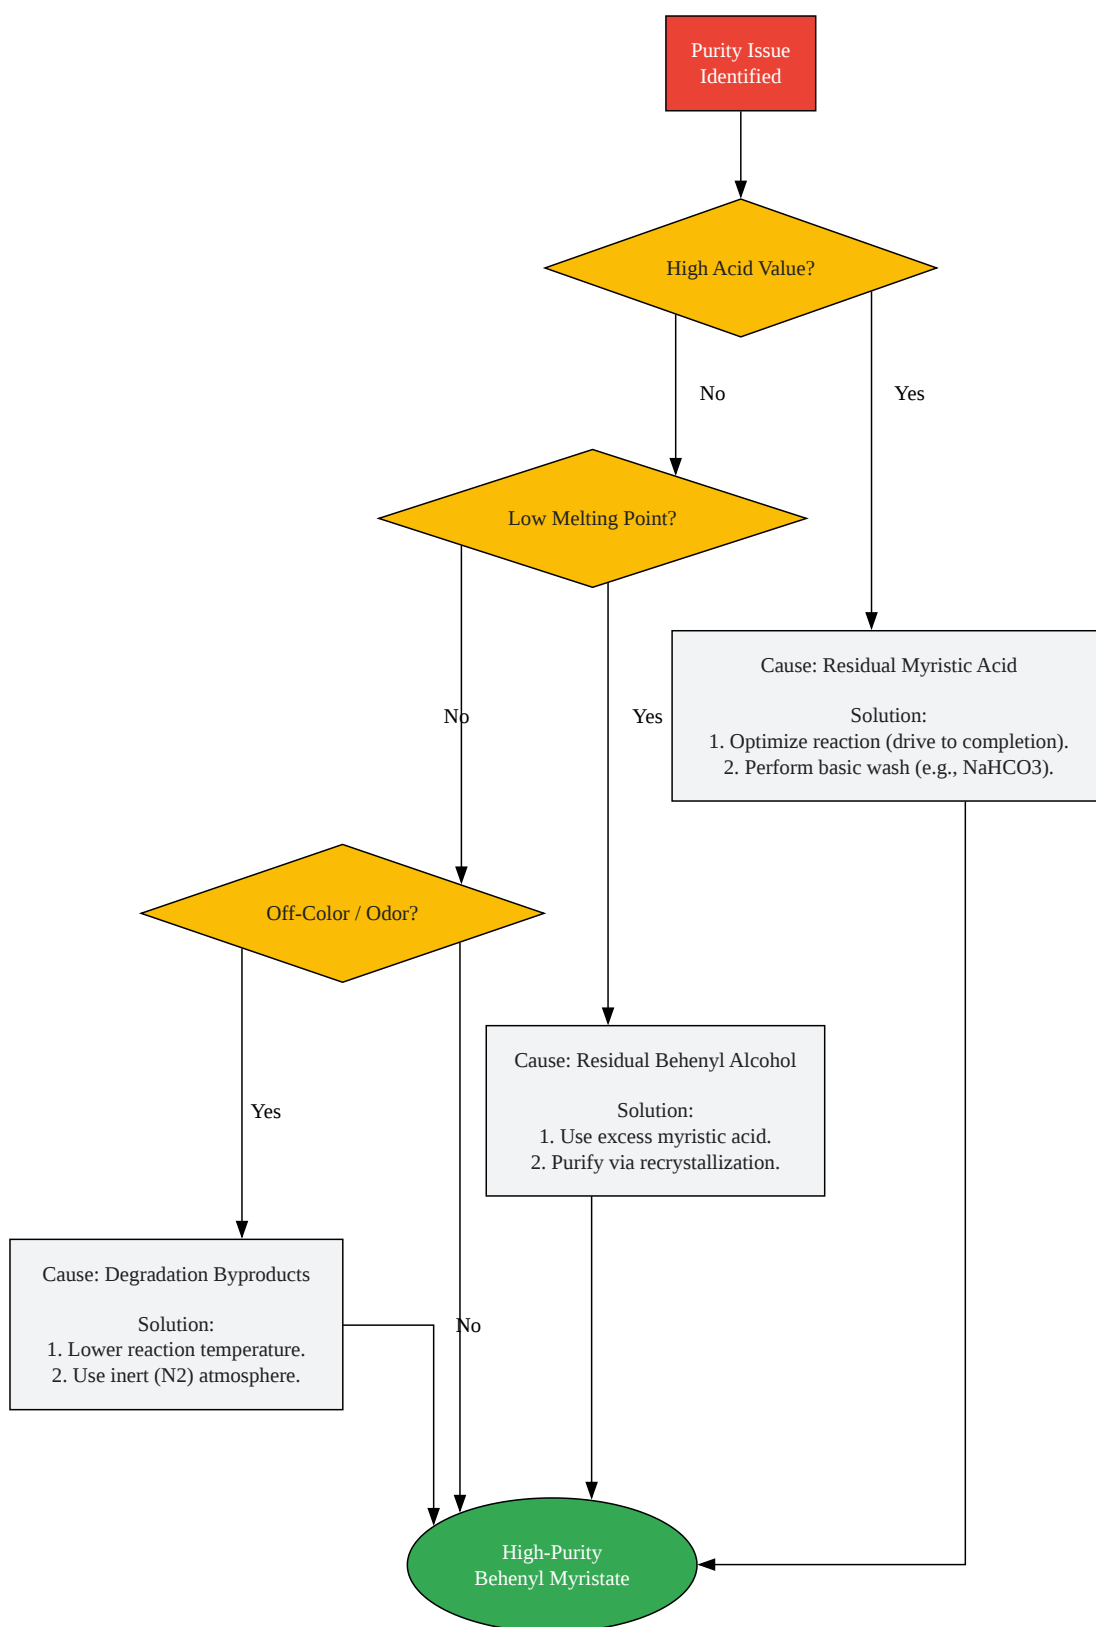 Purity Issue
Identified
High Acid Value?
No
Yes
Low Melting Point?
No
Yes
Cause: Residual Myristic Acid
Solution:
1. Optimize reaction (drive to completion).
2. Perform basic wash (e.g., NaHCO3).
Off-Color / Odor?
Cause: Residual Behenyl Alcohol
Solution:
1. Use excess myristic acid.
2. Purify via recrystallization.
Yes
No
Cause: Degradation Byproducts
Solution:
1. Lower reaction temperature.
2. Use inert (N2) atmosphere.
High-Purity
Behenyl Myristate